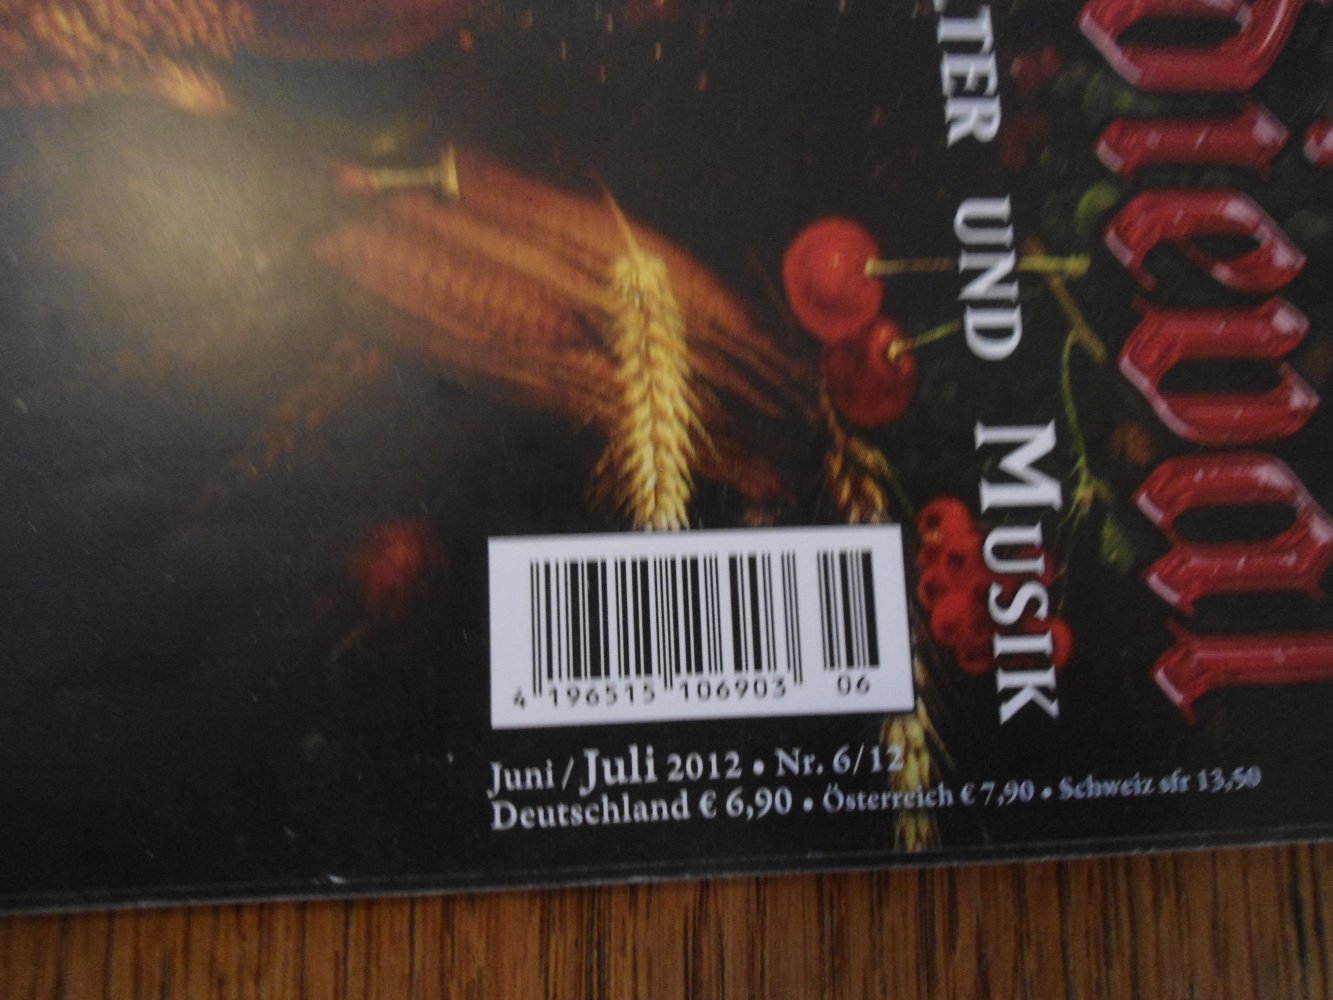 UND MUSIK
4 196515 106903 06
Juni / Juli 2012 • Nr. 6/12
Deutschland € 6,90 • Österreich € 7,90 • Schweiz sfr 13,50